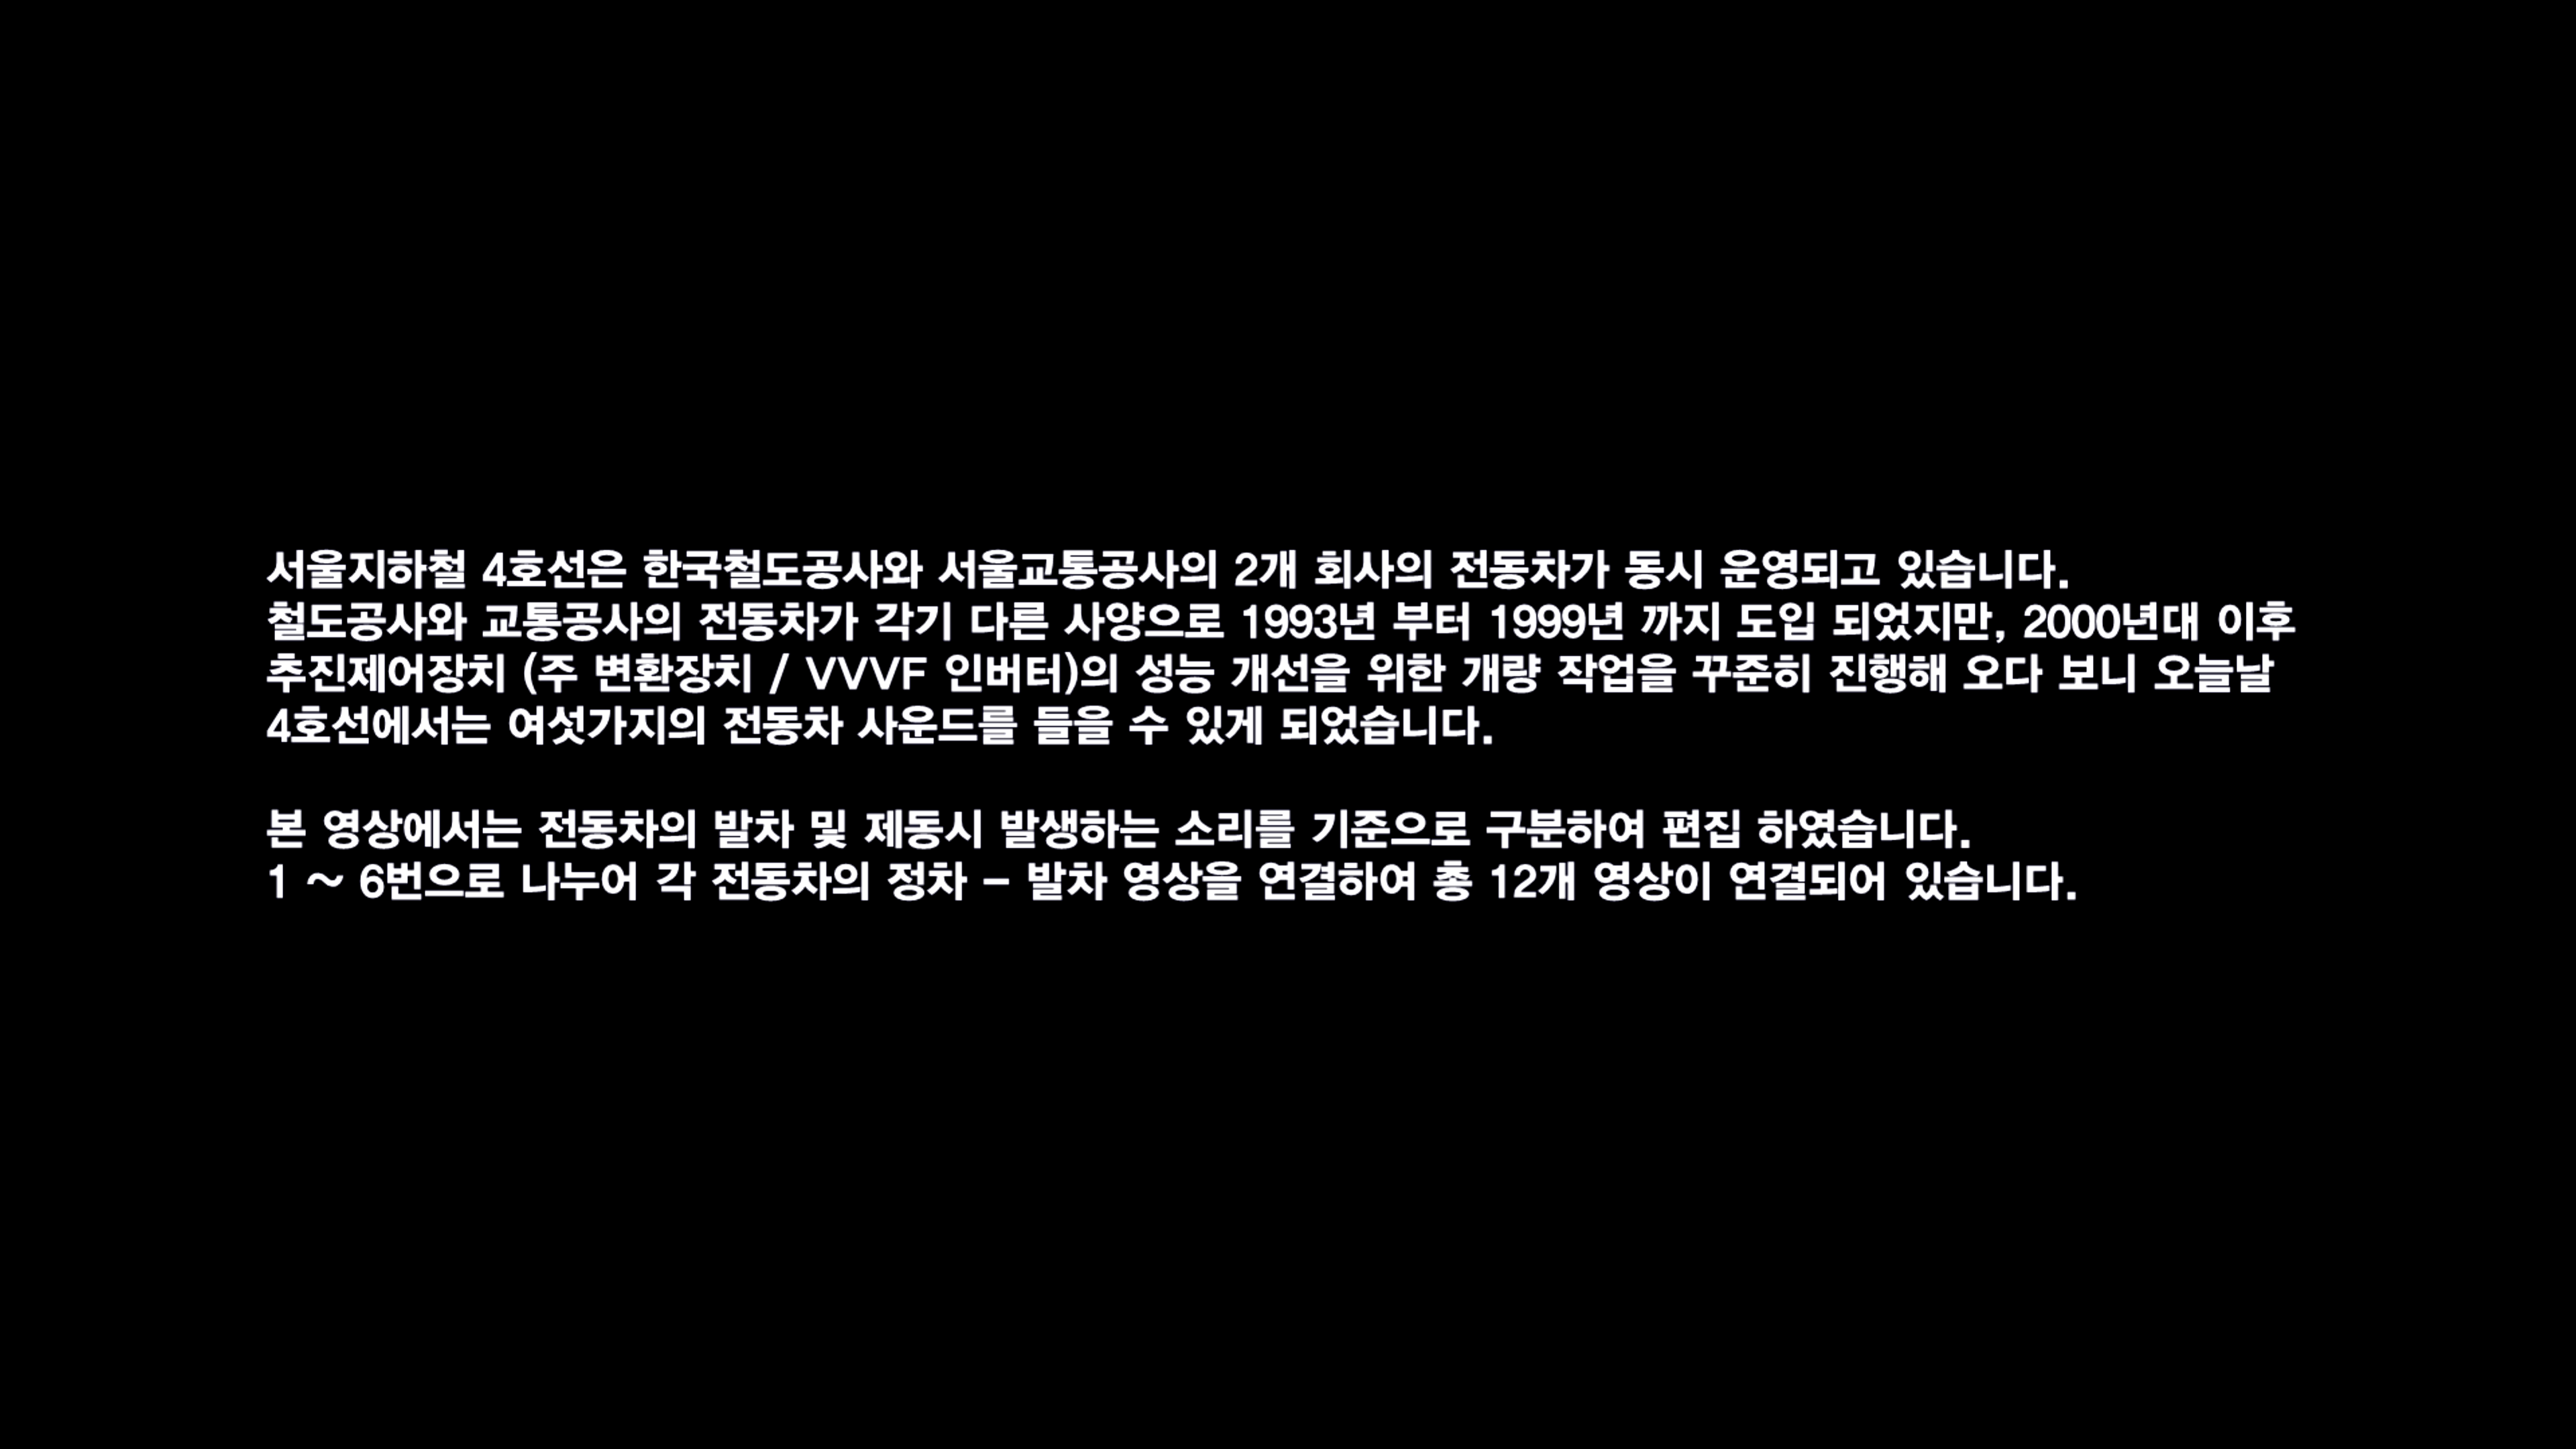 서울지하철 4호선은 한국철도공사와 서울교통공사의 2개 회사의 전동차가 동시 운영되고 있습니다.
철도공사와 교통공사의 전동차가 각기 다른 사양으로 1993년 부터 1999년 까지 도입 되었지만, 2000년대 이후
추진제어장치 (주 변환장치 / VVVF 인버터)의 성능 개선을 위한 개량 작업을 꾸준히 진행해 오다 보니 오늘날
4호선에서는 여섯가지의 전동차 사운드를 들을 수 있게 되었습니다.
본 영상에서는 전동차의 발차 및 제동시 발생하는 소리를 기준으로 구분하여 편집 하였습니다.
1 ~ 6번으로 나누어 각 전동차의 정차 - 발차 영상을 연결하여 총 12개 영상이 연결되어 있습니다.